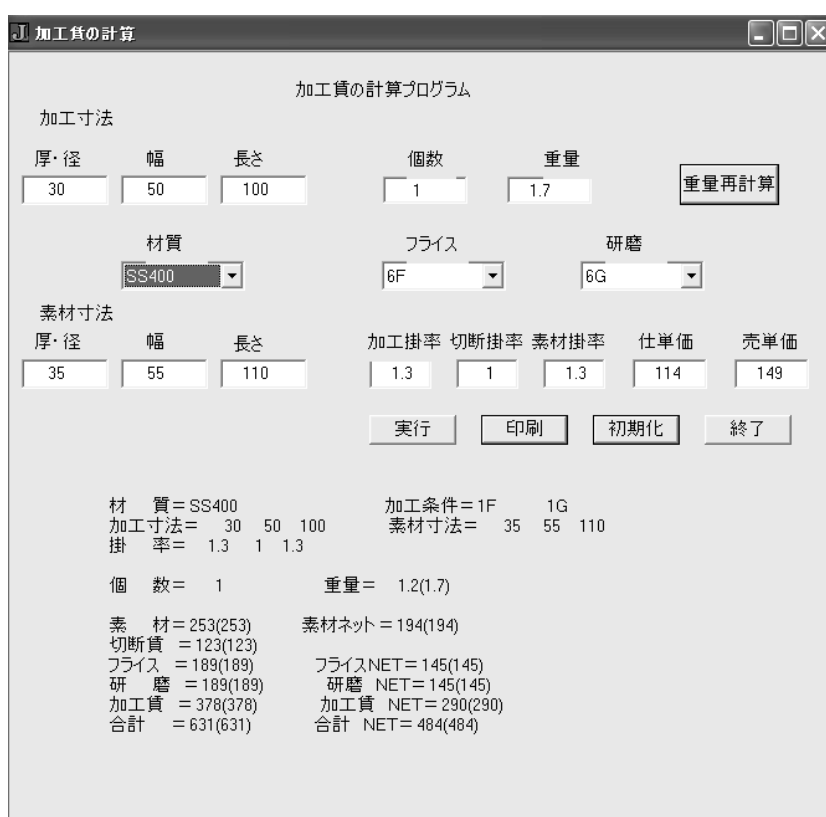 J 加工賃の計算
加工賃の計算プログラム
加工寸法
厚・径 幅 長さ 個数 重量
30 50 100 1 1.7 重量再計算
材質 フライス 研磨
SS400 6F 6G
素材寸法
厚・径 幅 長さ 加工掛率 切断掛率 素材掛率 仕単価 売単価
35 55 110 1.3 1 1.3 114 149
実行 印刷 初期化 終了
材 質=SS400 加工条件=1F 1G
加工寸法= 30 50 100 素材寸法= 35 55 110
掛 率= 1.3 1 1.3
個 数= 1 重量= 1.2(1.7)
素 材=253(253) 素材ネット=194(194)
切断賃 =123(123)
フライス =189(189) フライスNET=145(145)
研 磨 =189(189) 研磨 NET=145(145)
加工賃 =378(378) 加工賃 NET=290(290)
合計 =631(631) 合計 NET=484(484)